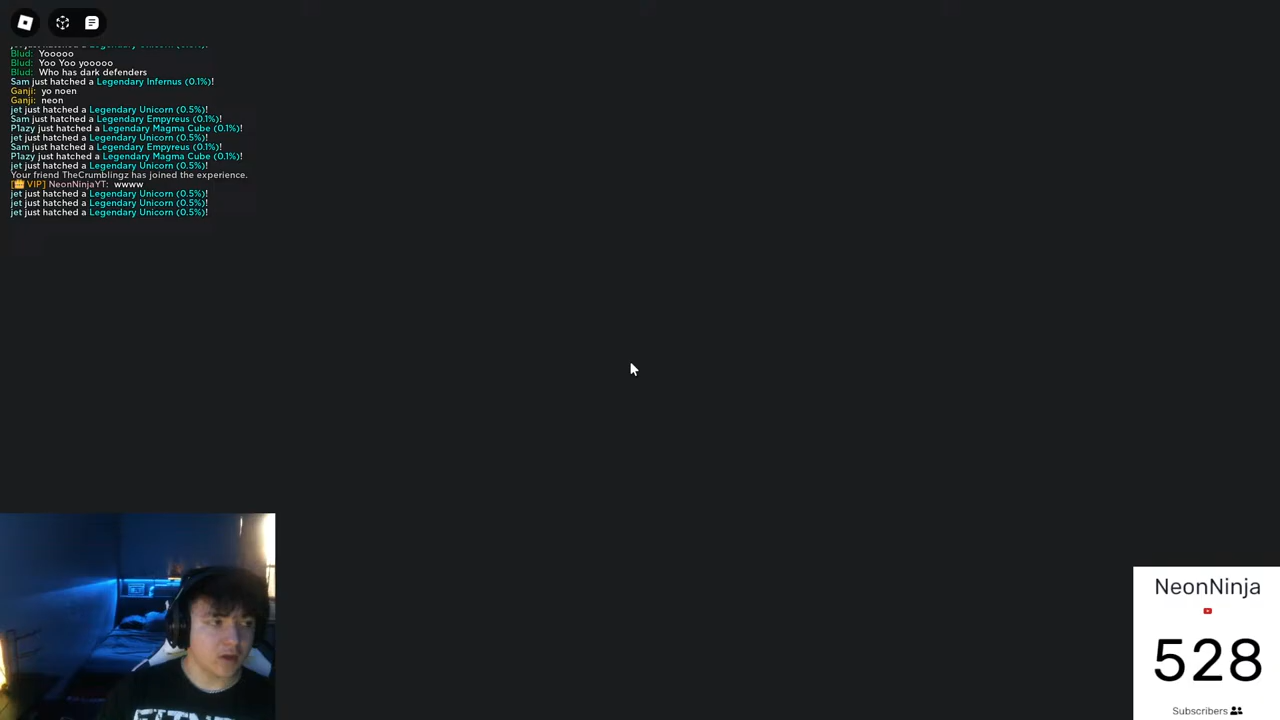 Blud: Yooooo
Blud: Yoo Yoo yooooo
Blud: Who has dark defenders
Sam just hatched a Legendary Infernus (0.1%)!
Ganji: yo noen
Ganji: neon
jet just hatched a Legendary Unicorn (0.5%)!
Sam just hatched a Legendary Empyreus (0.1%)!
P1azy just hatched a Legendary Magma Cube (0.1%)!
jet just hatched a Legendary Unicorn (0.5%)!
Sam just hatched a Legendary Empyreus (0.1%)!
P1azy just hatched a Legendary Magma Cube (0.1%)!
jet just hatched a Legendary Unicorn (0.5%)!
Your friend TheCrumblingz has joined the experience.
[VIP] NeonNinjaYT: wwww
jet just hatched a Legendary Unicorn (0.5%)!
jet just hatched a Legendary Unicorn (0.5%)!
jet just hatched a Legendary Unicorn (0.5%)!
NeonNinja
528
Subscribers